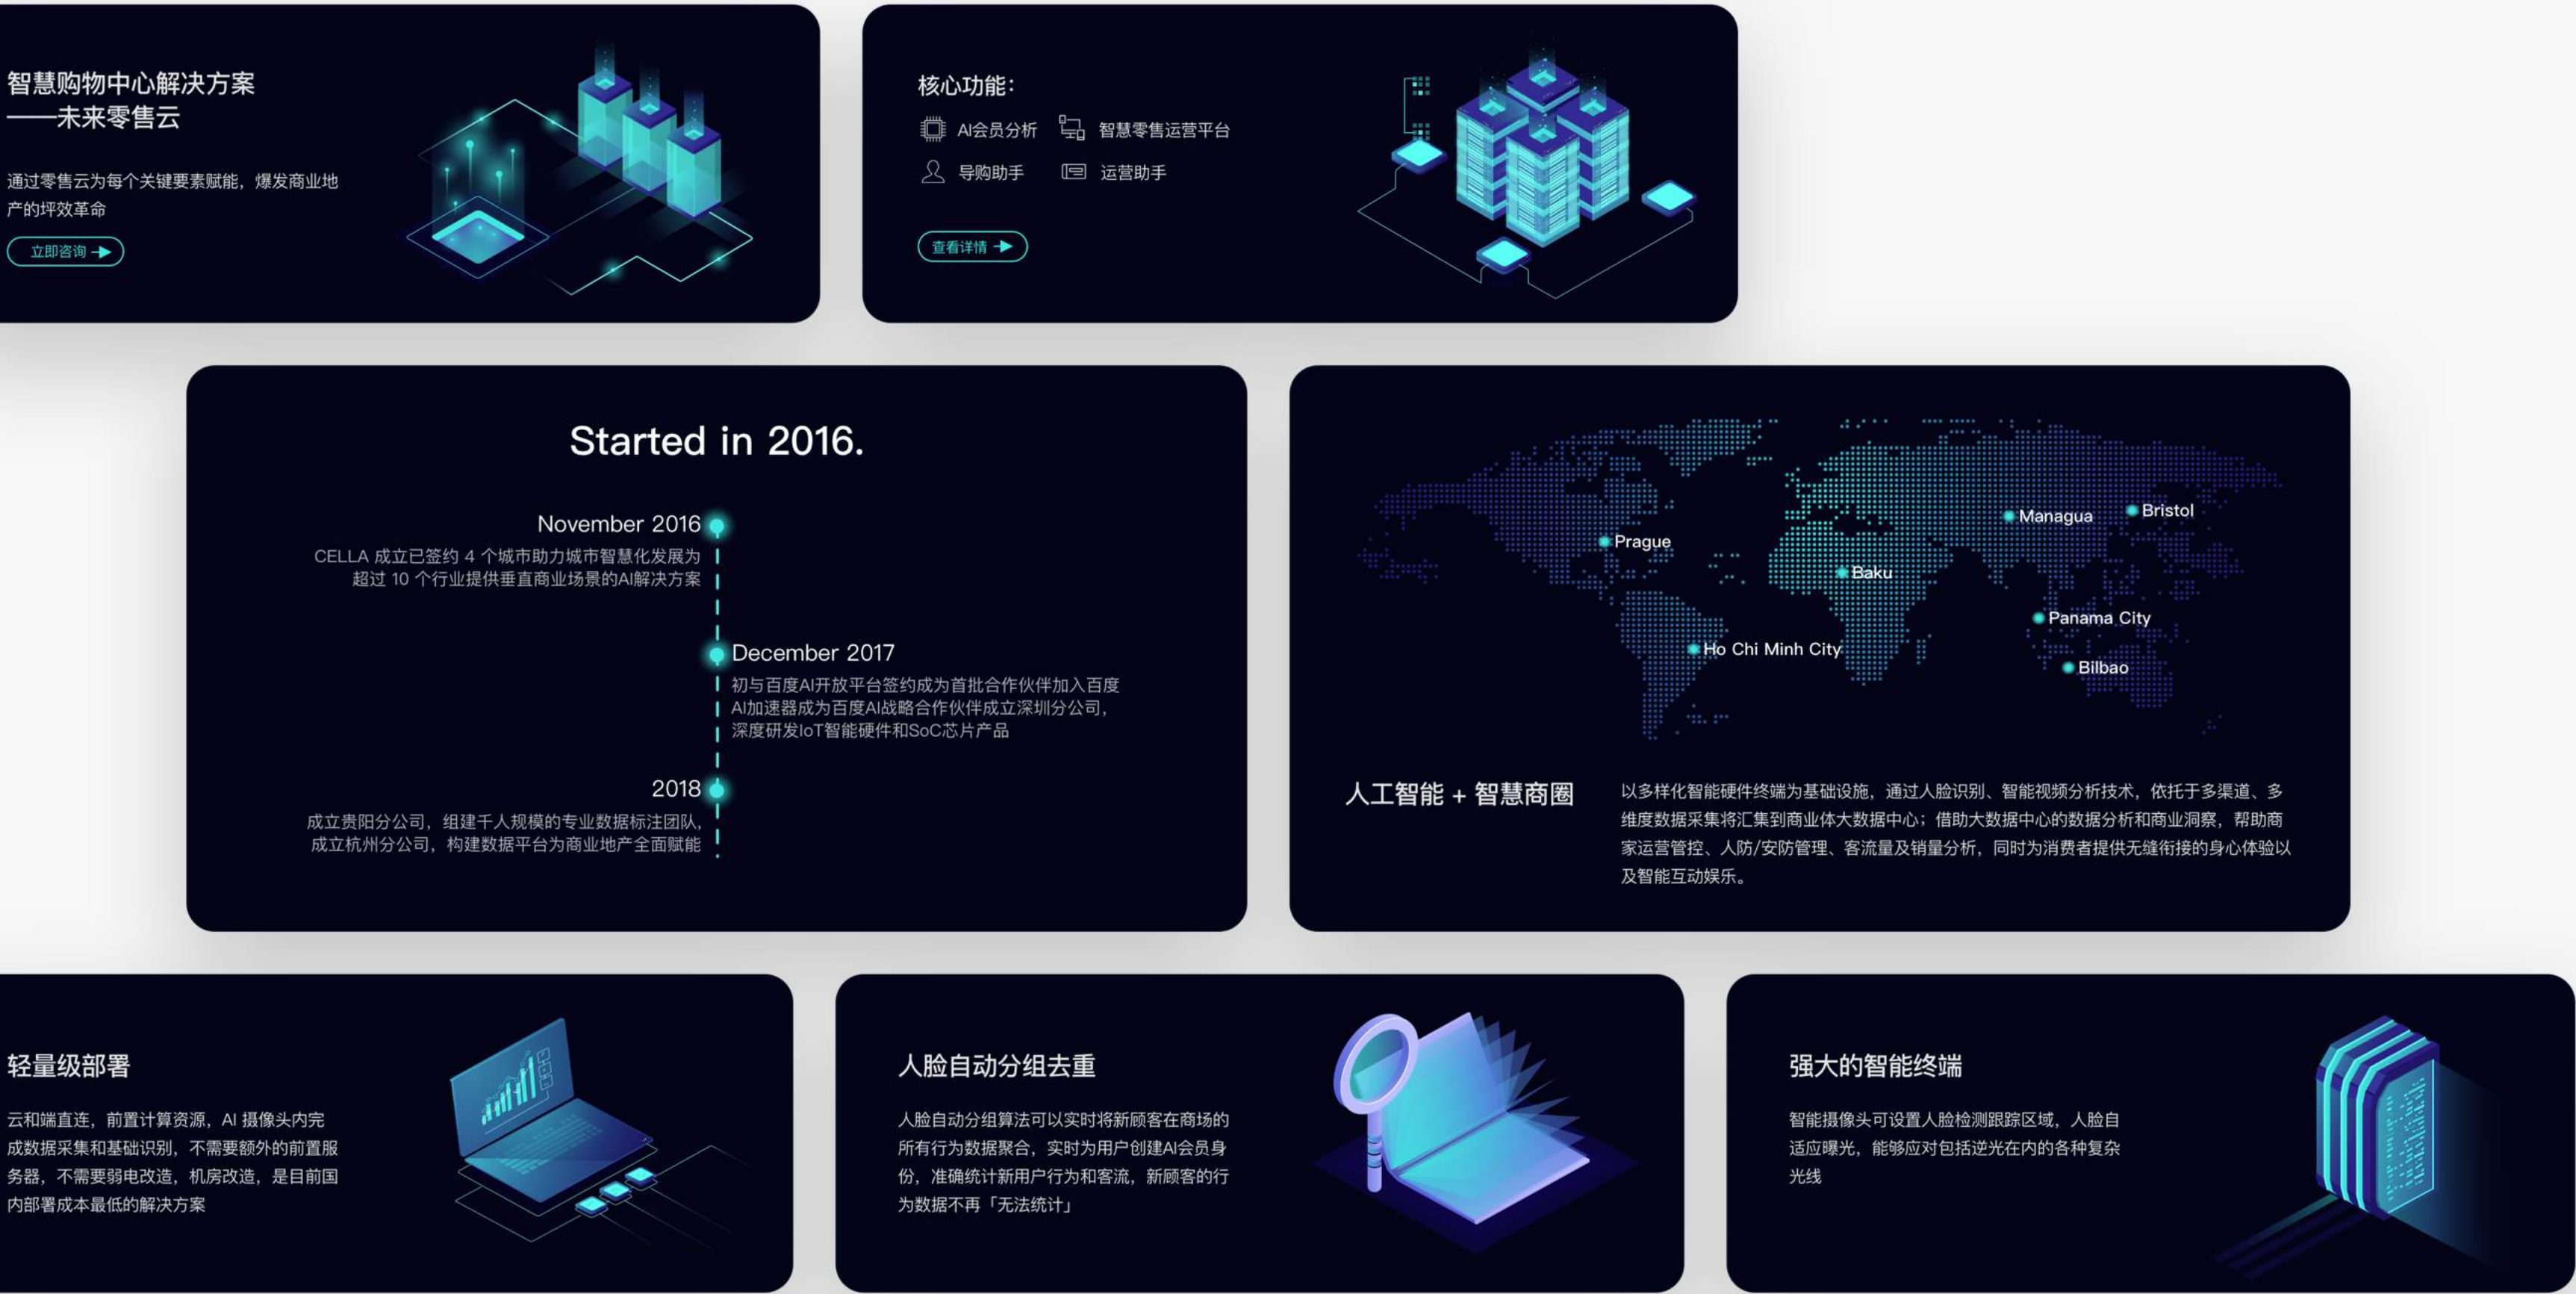 智慧购物中心解决方案
——未来零售云
通过零售云为每个关键要素赋能，爆发商业地
产的坪效革命
立即咨询
核心功能：
AI会员分析
智慧零售运营平台
导购助手
运营助手
查看详情
Started in 2016.
November 2016
CELLA 成立已签约 4 个城市助力城市智慧化发展为
超过 10 个行业提供垂直商业场景的AI解决方案
December 2017
初与百度AI开放平台签约成为首批合作伙伴加入百度
AI加速器成为百度AI战略合作伙伴成立深圳分公司，
深度研发IoT智能硬件和SoC芯片产品
2018
成立贵阳分公司，组建千人规模的专业数据标注团队，
成立杭州分公司，构建数据平台为商业地产全面赋能
Bristol
Managua
Prague
Baku
Panama City
Ho Chi Minh City
Bilbao
人工智能 + 智慧商圈
以多样化智能硬件终端为基础设施，通过人脸识别、智能视频分析技术，依托于多渠道、多
维度数据采集将汇集到商业体大数据中心；借助大数据中心的数据分析和商业洞察，帮助商
家运营管控、人防/安防管理、客流量及销量分析，同时为消费者提供无缝衔接的身心体验以
及智能互动娱乐。
轻量级部署
云和端直连，前置计算资源，AI 摄像头内完
成数据采集和基础识别，不需要额外的前置服
务器，不需要弱电改造，机房改造，是目前国
内部署成本最低的解决方案
人脸自动分组去重
人脸自动分组算法可以实时将新顾客在商场的
所有行为数据聚合，实时为用户创建AI会员身
份，准确统计新用户行为和客流，新顾客的行
为数据不再「无法统计」
强大的智能终端
智能摄像头可设置人脸检测跟踪区域，人脸自
适应曝光，能够应对包括逆光在内的各种复杂
光线